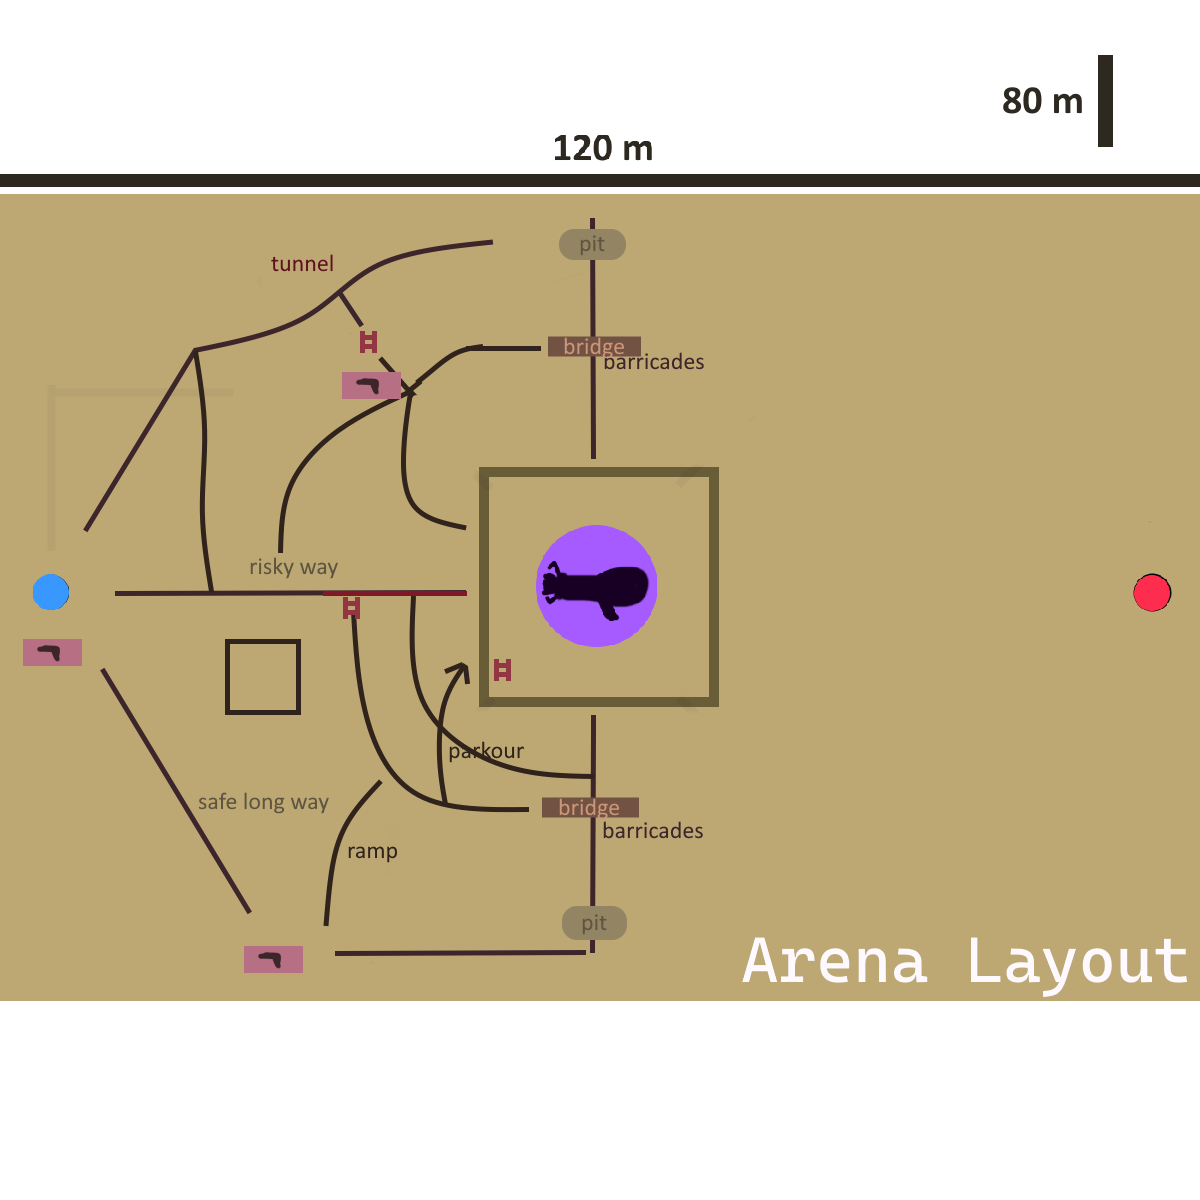 80 m
120 m
pit
tunnel
bridge
barricades
risky way
parkour
safe long way
bridge
barricades
ramp
pit
Arena Layout